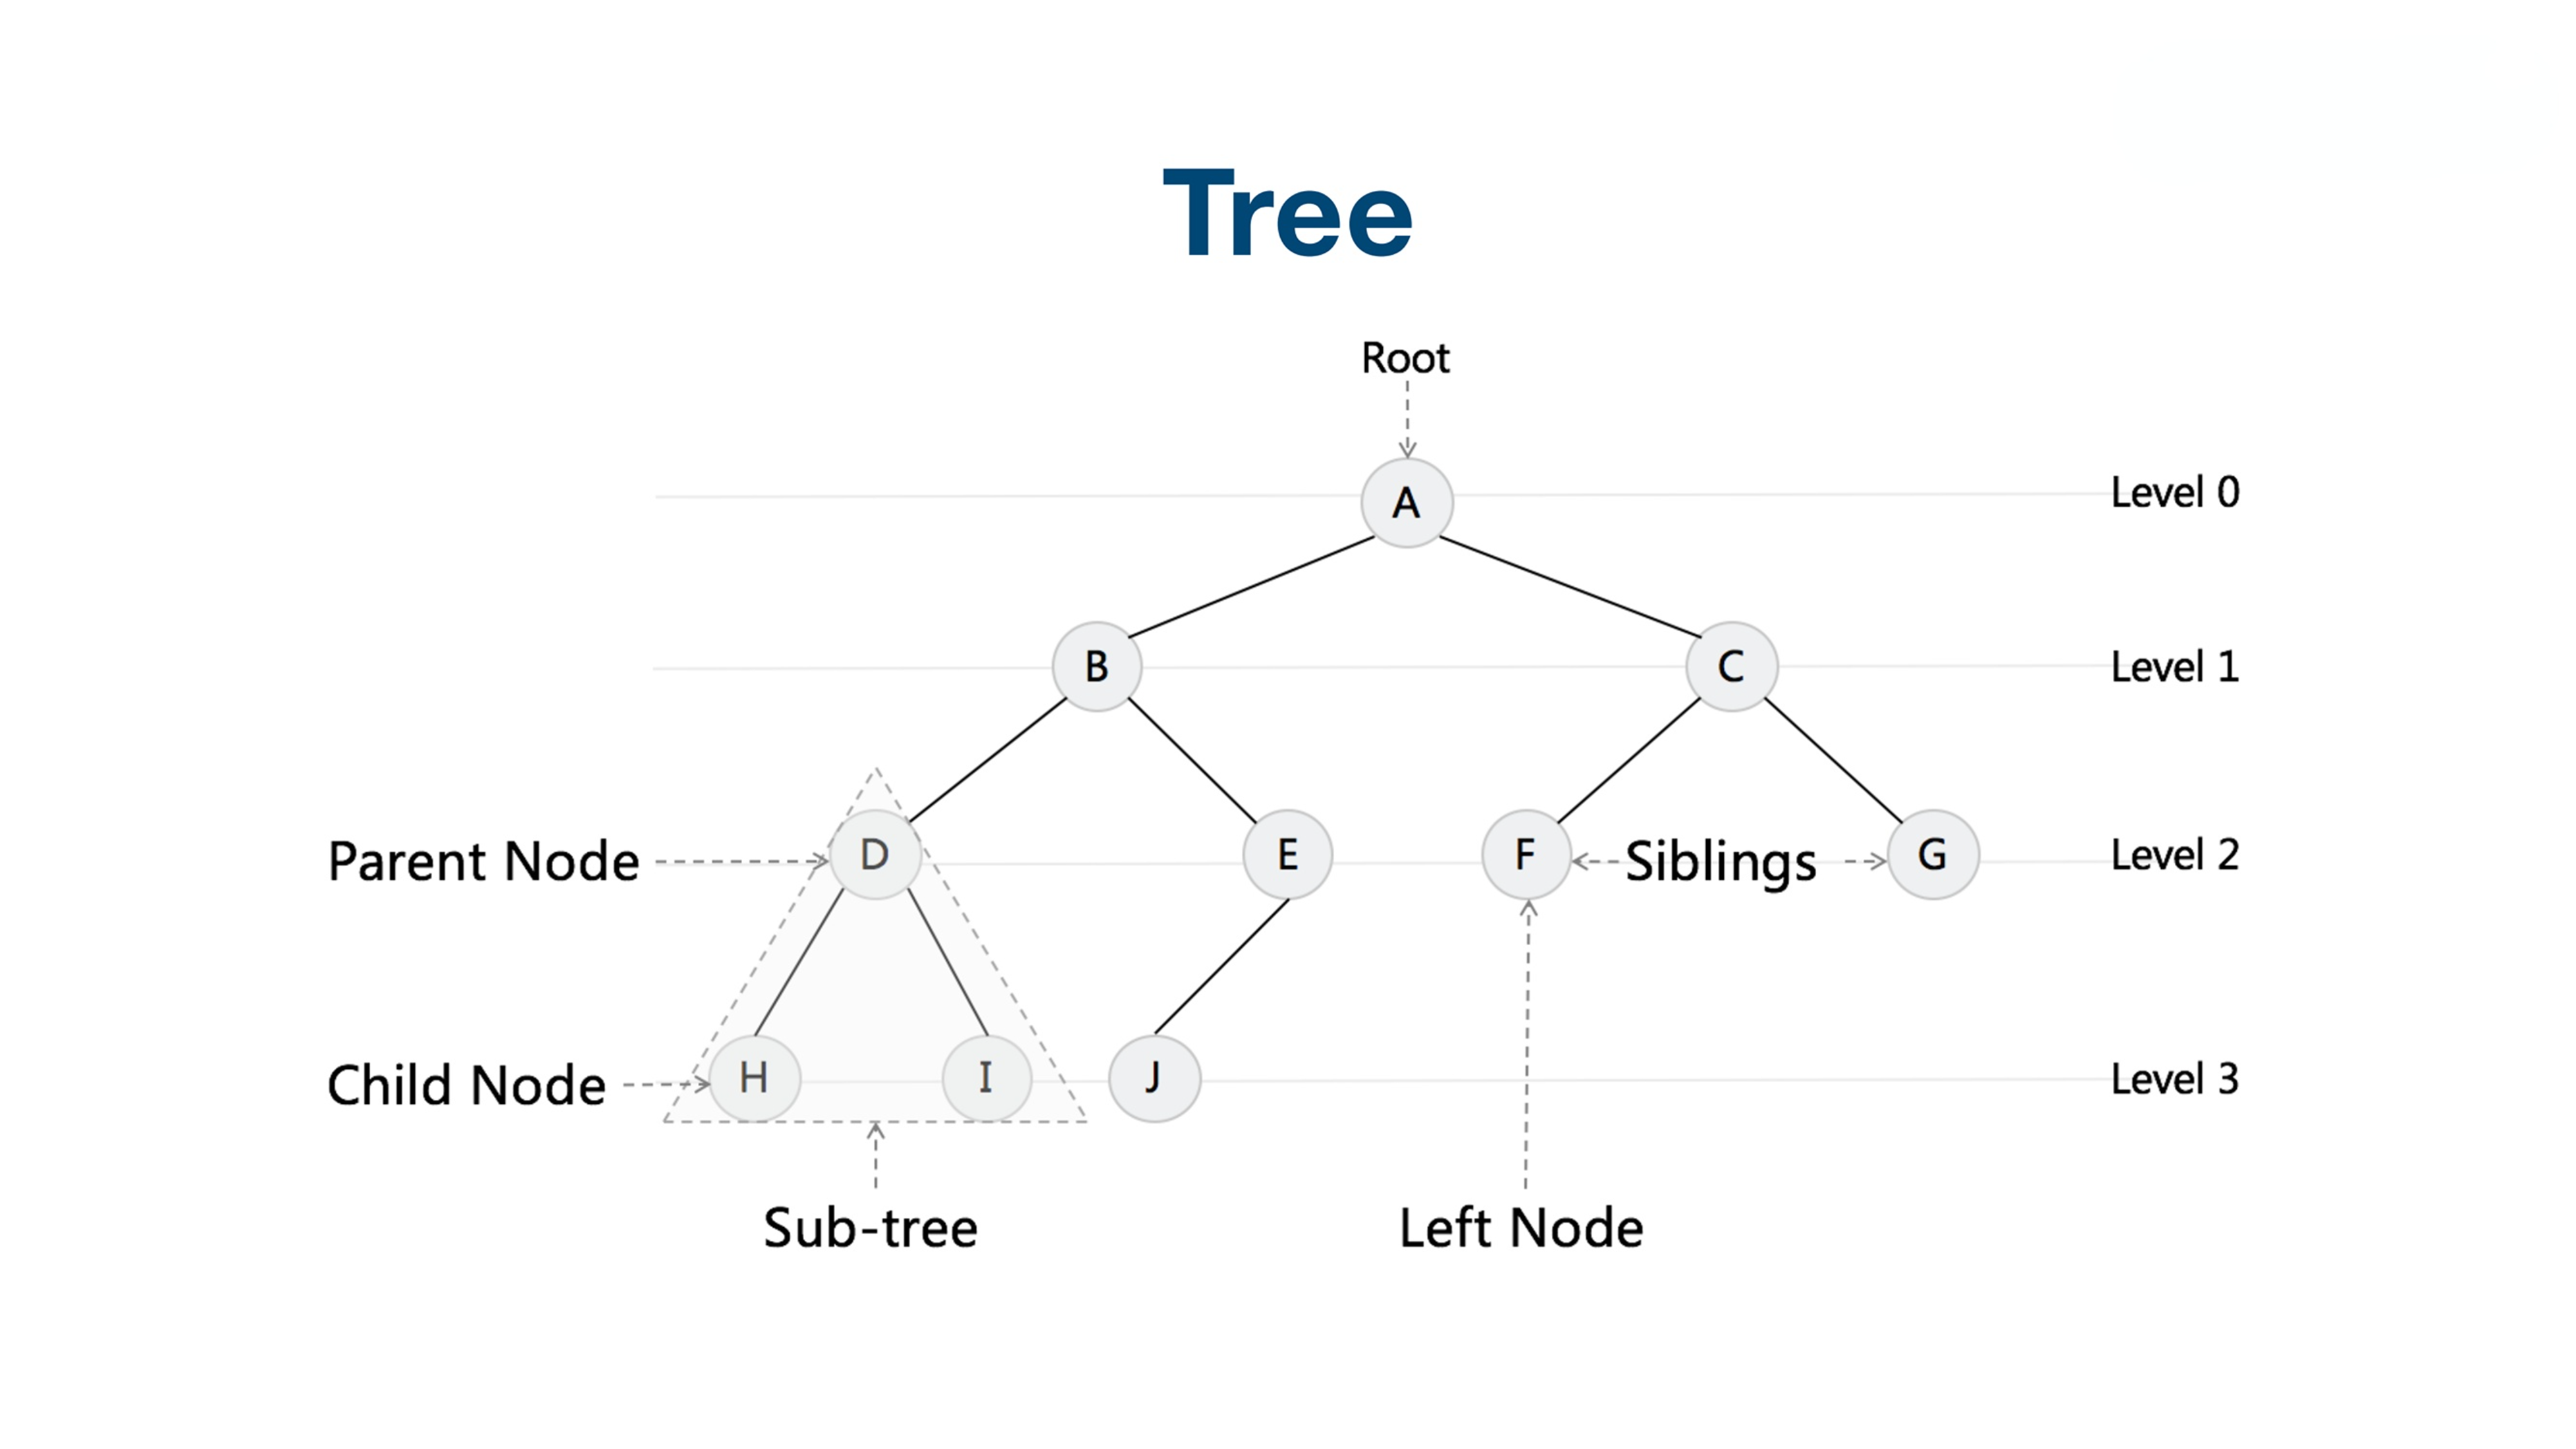 Tree
Root
A
Level 0
B
C
Level 1
Parent Node
D
E
F
Siblings
G
Level 2
Child Node
H
I
J
Level 3
Sub-tree
Left Node